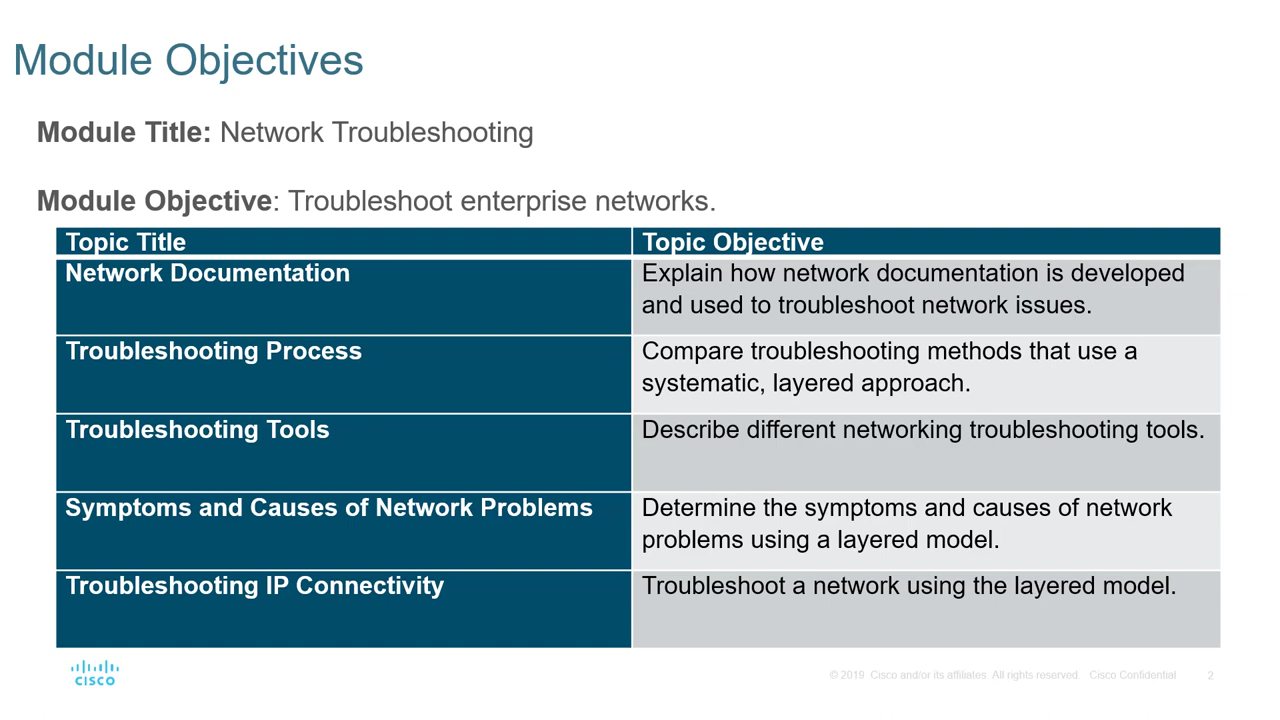 Module Objectives
Module Title: Network Troubleshooting
Module Objective: Troubleshoot enterprise networks.
Topic Title
Topic Objective
Network Documentation
Explain how network documentation is developed
and used to troubleshoot network issues.
Troubleshooting Process
Compare troubleshooting methods that use a
systematic, layered approach.
Troubleshooting Tools
Describe different networking troubleshooting tools.
Symptoms and Causes of Network Problems
Determine the symptoms and causes of network
problems using a layered model.
Troubleshooting IP Connectivity
Troubleshoot a network using the layered model.
CISCO
© 2019 Cisco and/or its affiliates. All rights reserved Cisco Confidential 2